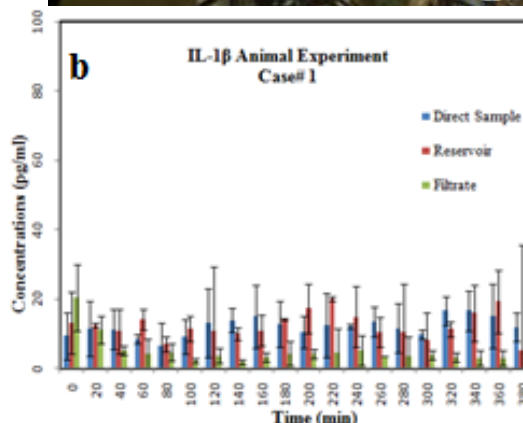 b
IL-1β Animal Experiment
Case# 1
Direct Sample
Reservoir
Filtrate
Concentrations (pg/ml)
100
80
60
40
20
0
0 20 40 60 80 100 120 140 160 180 200 220 240 260 280 300 320 340 360 380
Time (min)